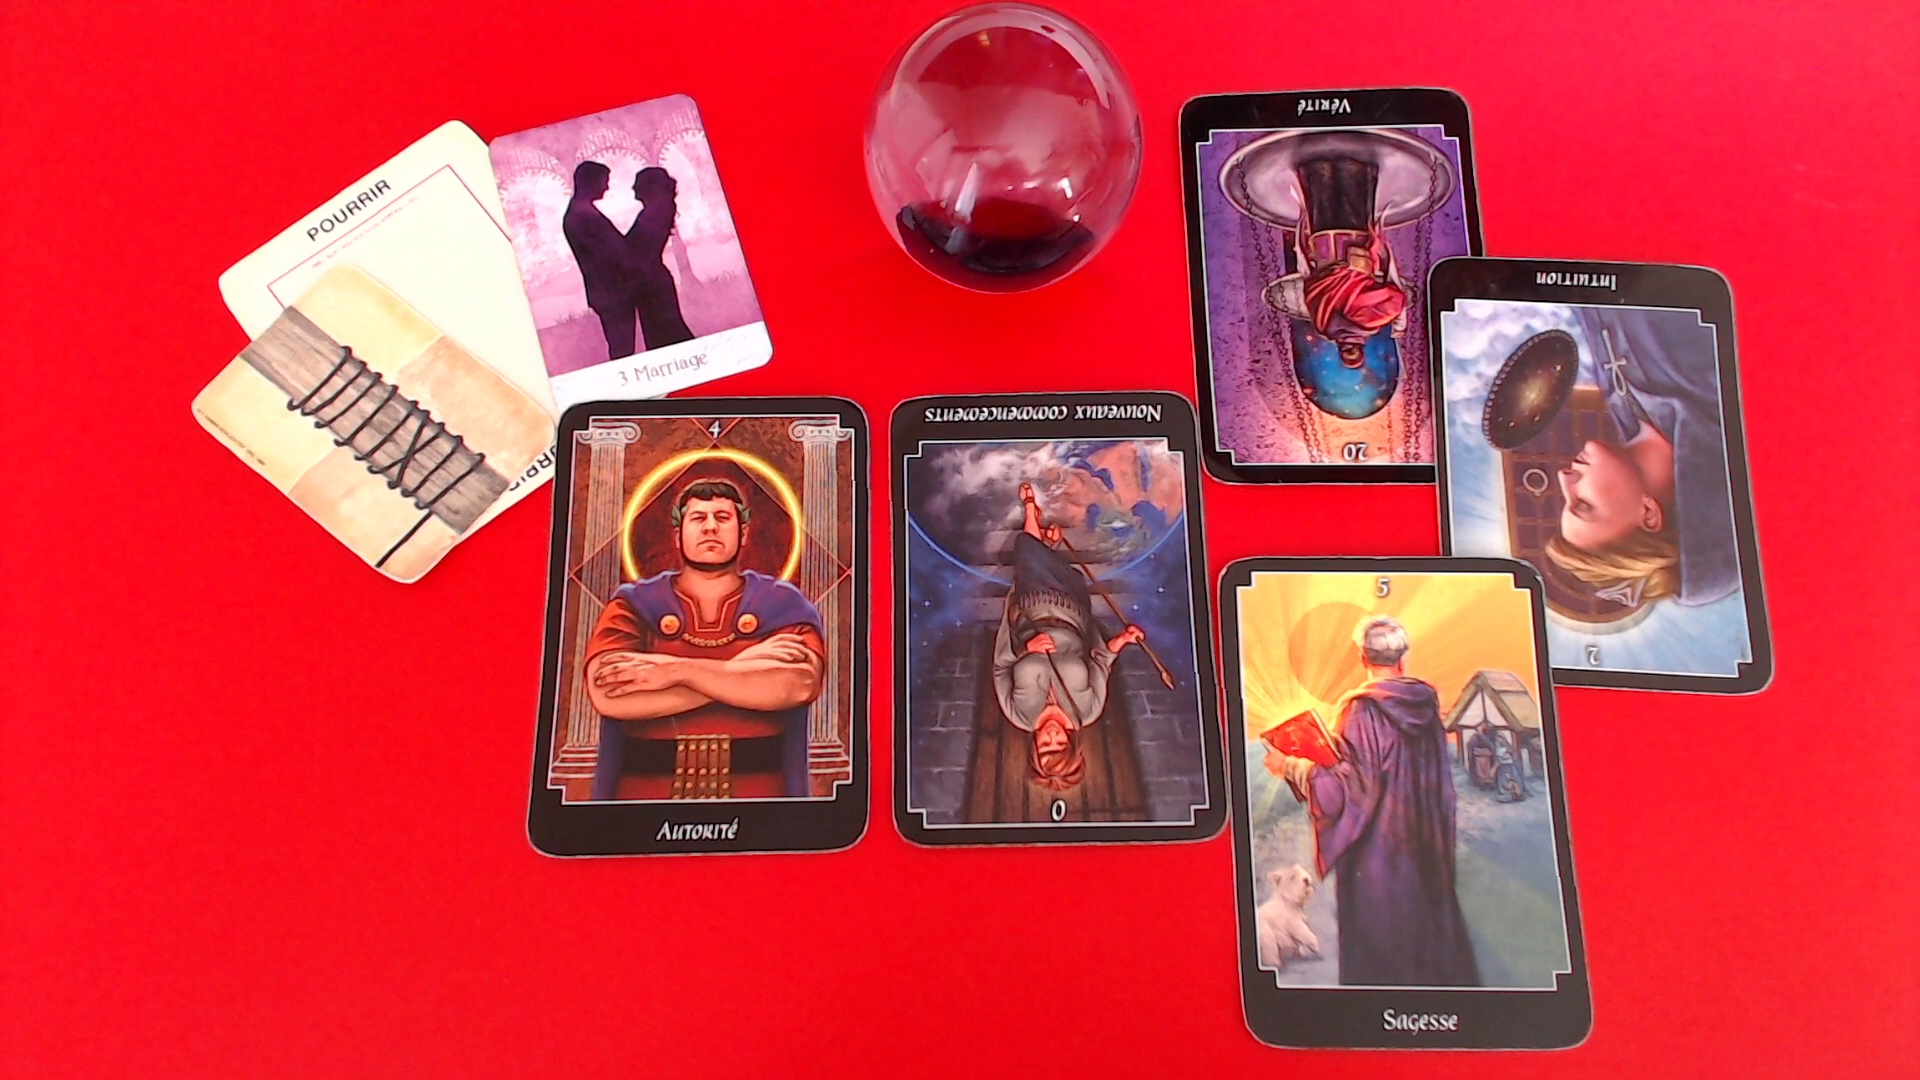 POURRIR
3 Marriage
Vérité
20
Intuition
2
4
Autorité
Nouveaux commencements
0
5
Sagesse